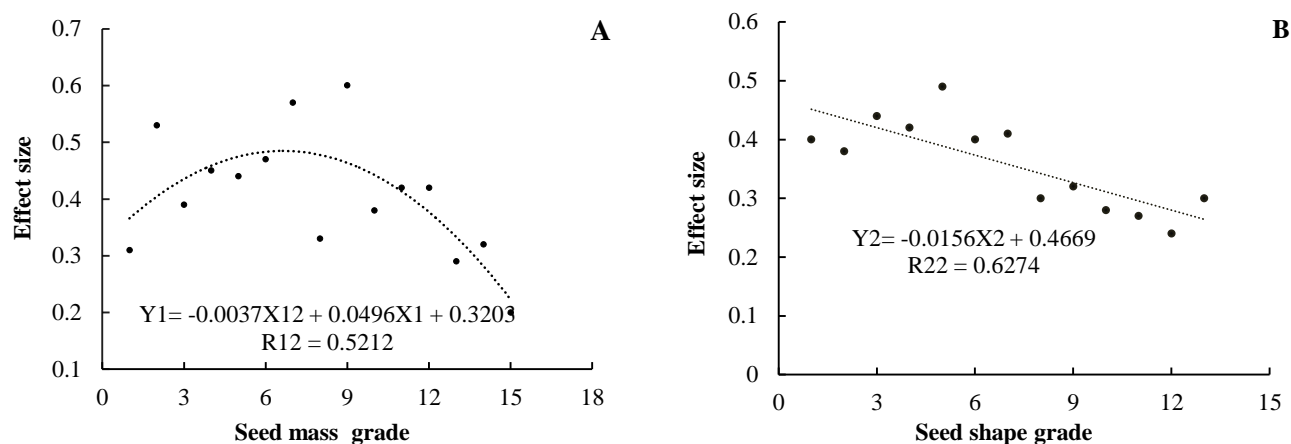 A
0.7
0.6
0.5
0.4
0.3
0.2
0.1
0 3 6 9 12 15 18
Effect size
Seed mass grade
Y1= -0.0037X12 + 0.0496X1 + 0.3203
R12 = 0.5212
B
0.6
0.5
0.4
0.3
0.2
0.1
0
0 3 6 9 12 15
Effect size
Seed shape grade
Y2= -0.0156X2 + 0.4669
R22 = 0.6274